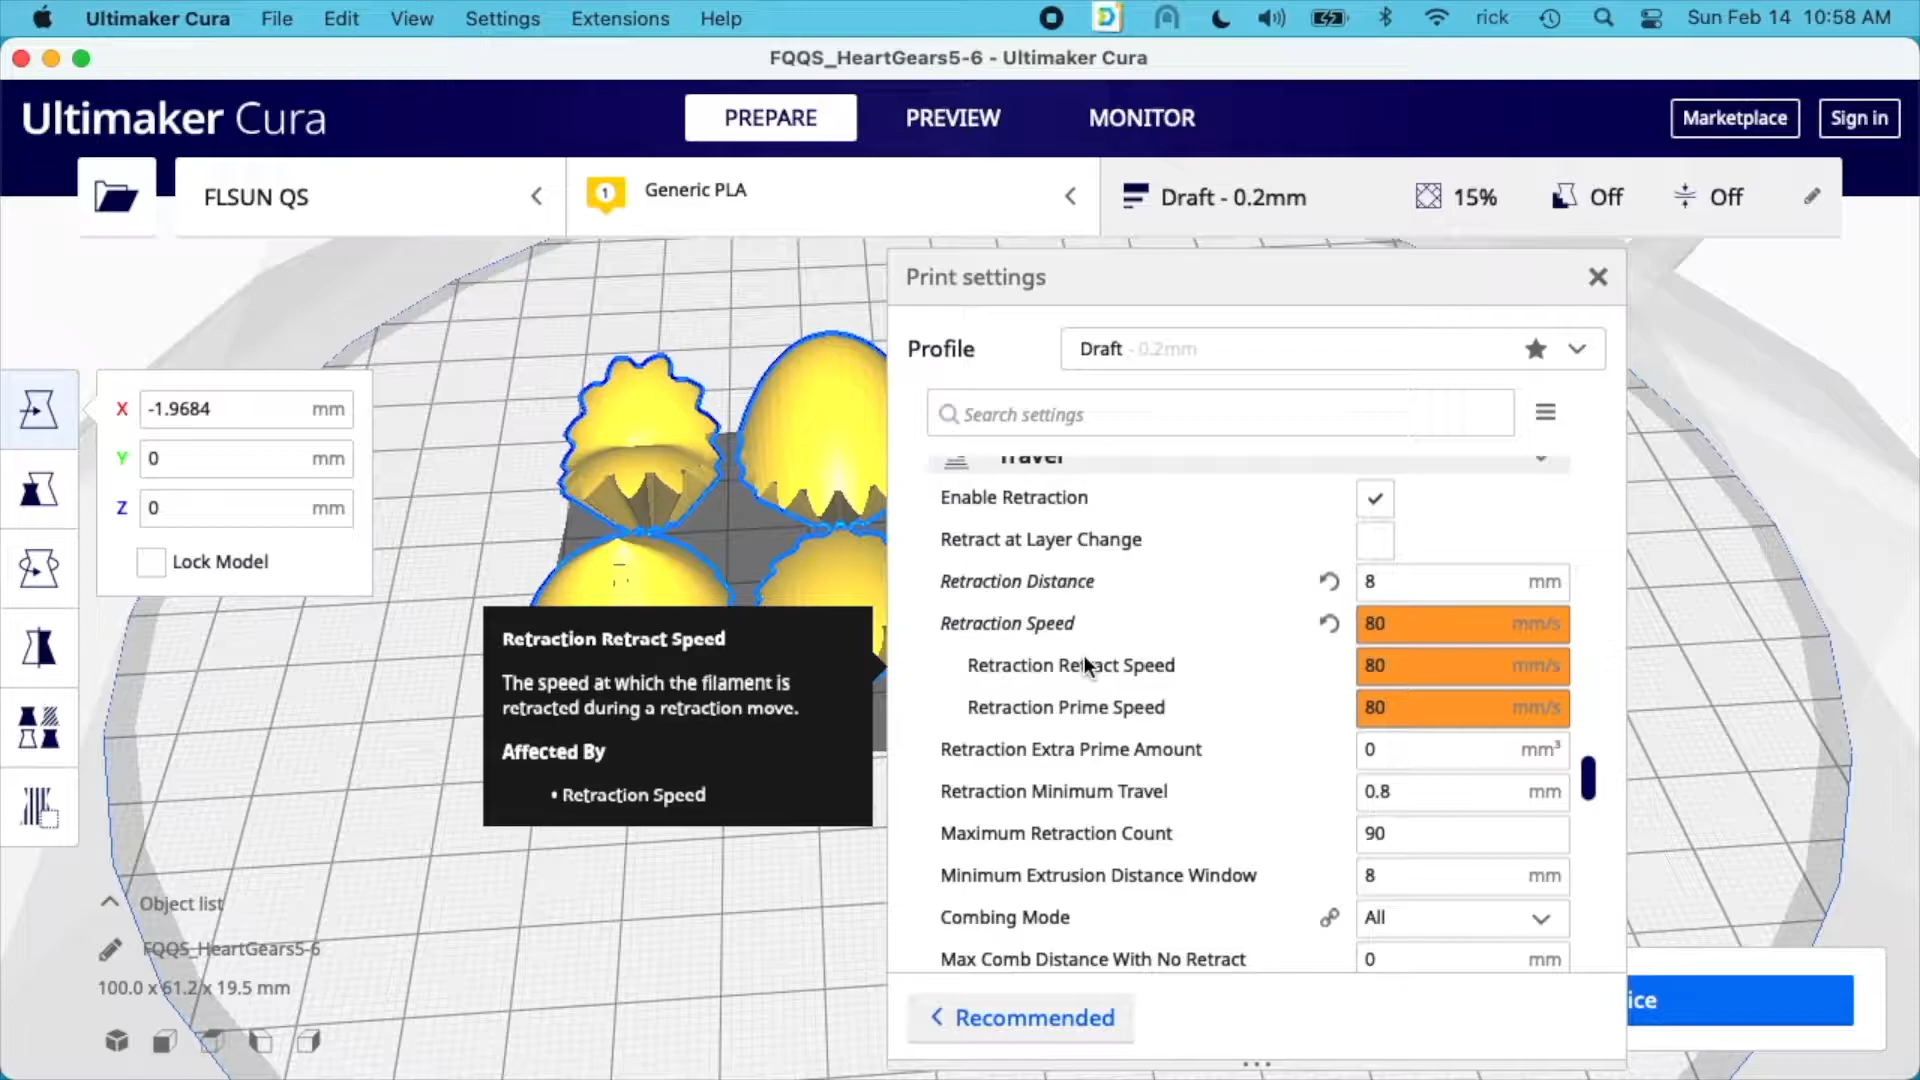 Ultimaker Cura File Edit View Settings Extensions Help rick Sun Feb 14 10:58 AM
FQQS_HeartGears5-6 - Ultimaker Cura
Ultimaker Cura PREPARE PREVIEW MONITOR Marketplace Sign in
FLSUN QS 1 Generic PLA Draft - 0.2mm 15% Off Off
Print settings
Profile Draft - 0.2mm
Search settings
Travel
X -1.9684 mm
Y 0 mm
Z 0 mm
Lock Model
Enable Retraction
Retract at Layer Change
Retraction Distance 8 mm
Retraction Speed 80 mm/s
Retraction Retract Speed 80 mm/s
Retraction Prime Speed 80 mm/s
Retraction Extra Prime Amount 0 mm³
Retraction Minimum Travel 0.8 mm
Maximum Retraction Count 90
Minimum Extrusion Distance Window 8 mm
Combing Mode All
Max Comb Distance With No Retract 0 mm
Retraction Retract Speed
The speed at which the filament is
retracted during a retraction move.
Affected By
• Retraction Speed
Object list
FQQS_HeartGears5-6
100.0 x 61.2 x 19.5 mm
Recommended
ice